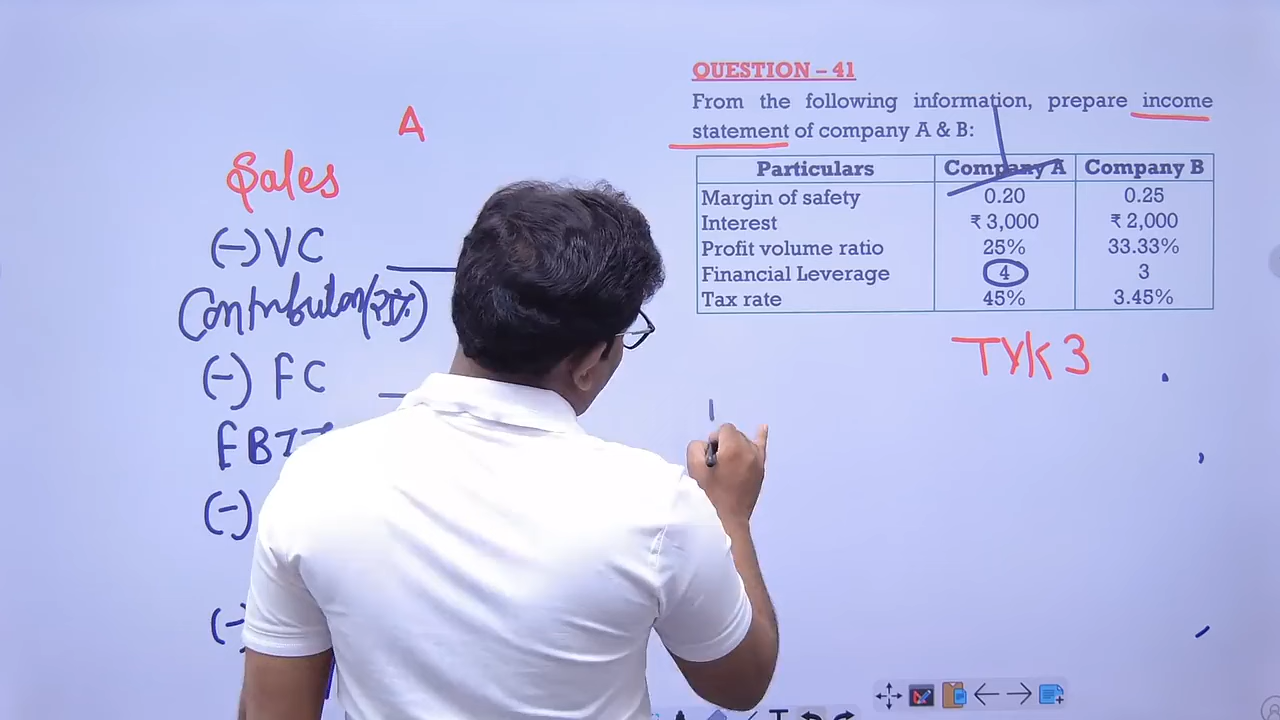 QUESTION – 41
From the following information, prepare income
statement of company A & B:
Particulars Company A Company B
Margin of safety 0.20 0.25
Interest ₹ 3,000 ₹ 2,000
Profit volume ratio 25% 33.33%
Financial Leverage 4 3
Tax rate 45% 3.45%
TYK 3
A
Sales
(-) VC
(-) FC
(-)
(-)